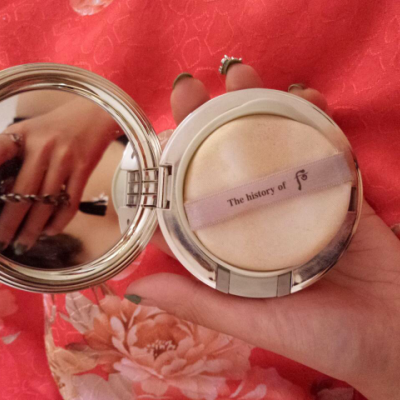 The history of